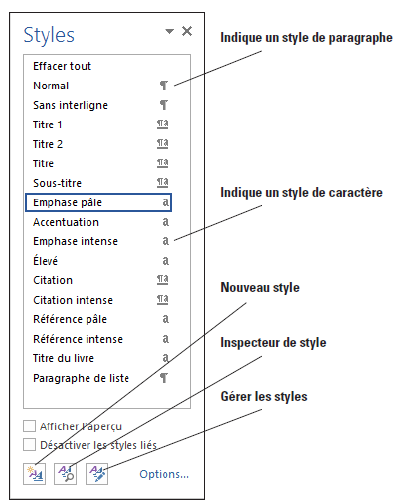 Styles
Effacer tout
Normal ¶
Sans interligne ¶
Titre 1 ¶a
Titre 2 ¶a
Titre ¶a
Sous-titre ¶a
Emphase pâle a
Accentuation a
Emphase intense a
Élevé a
Citation ¶a
Citation intense ¶a
Référence pâle a
Référence intense a
Titre du livre a
Paragraphe de liste ¶
Afficher l'aperçu
Désactiver les styles liés
Options...
Indique un style de paragraphe
Indique un style de caractère
Nouveau style
Inspecteur de style
Gérer les styles